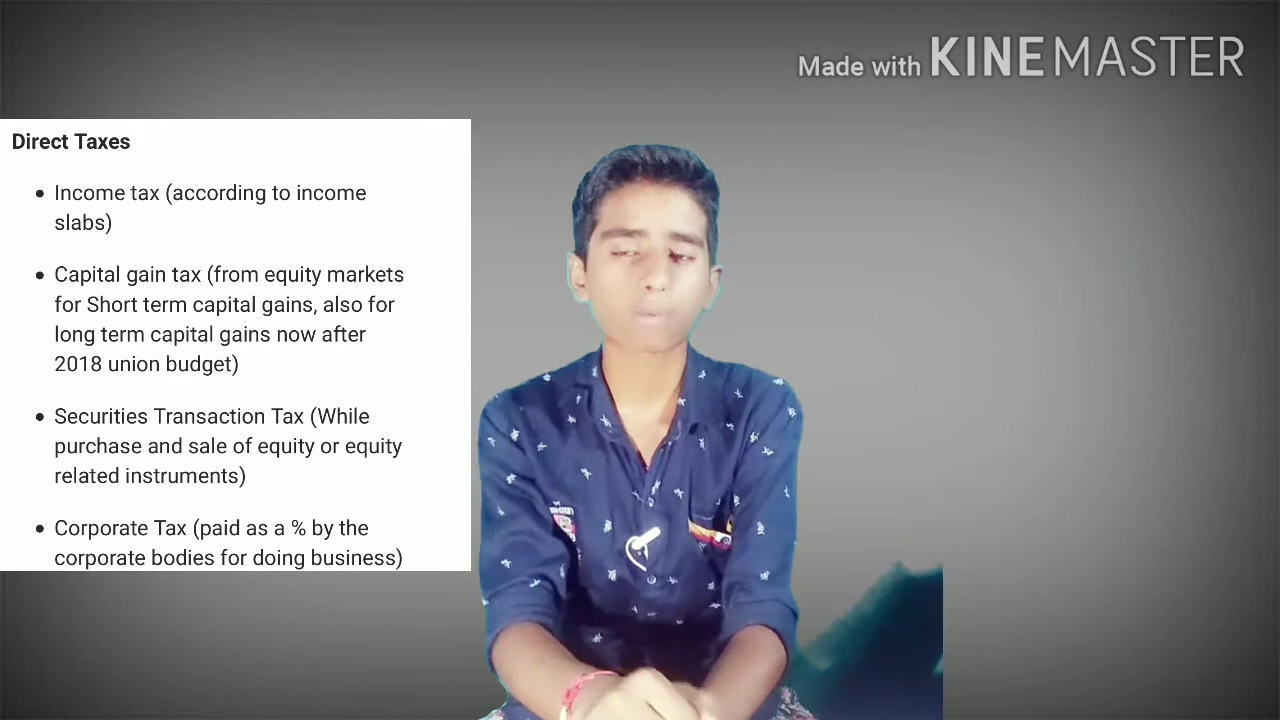 Made with KINEMASTER
Direct Taxes
• Income tax (according to income
slabs)
• Capital gain tax (from equity markets
for Short term capital gains, also for
long term capital gains now after
2018 union budget)
• Securities Transaction Tax (While
purchase and sale of equity or equity
related instruments)
• Corporate Tax (paid as a % by the
corporate bodies for doing business)